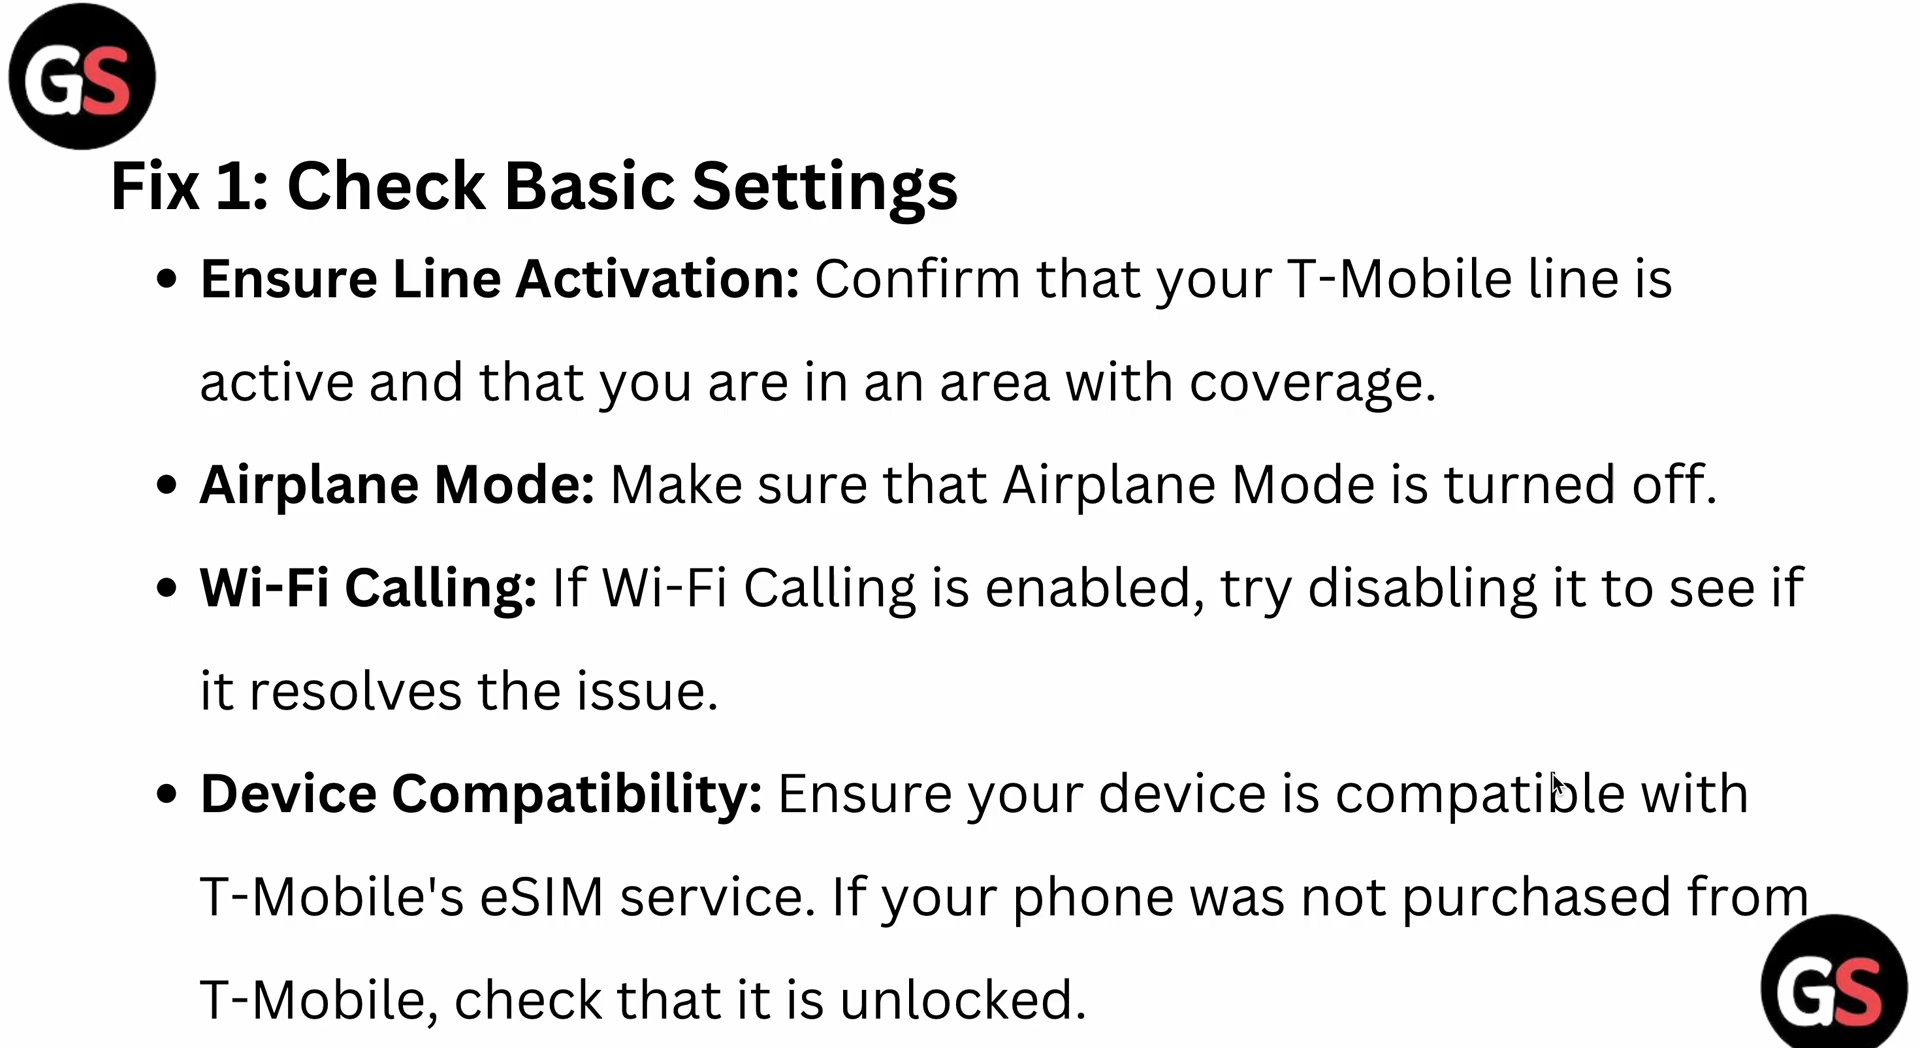 GS
Fix 1: Check Basic Settings
• Ensure Line Activation: Confirm that your T-Mobile line is
active and that you are in an area with coverage.
• Airplane Mode: Make sure that Airplane Mode is turned off.
• Wi-Fi Calling: If Wi-Fi Calling is enabled, try disabling it to see if
it resolves the issue.
• Device Compatibility: Ensure your device is compatible with
T-Mobile's eSIM service. If your phone was not purchased from
T-Mobile, check that it is unlocked.
GS